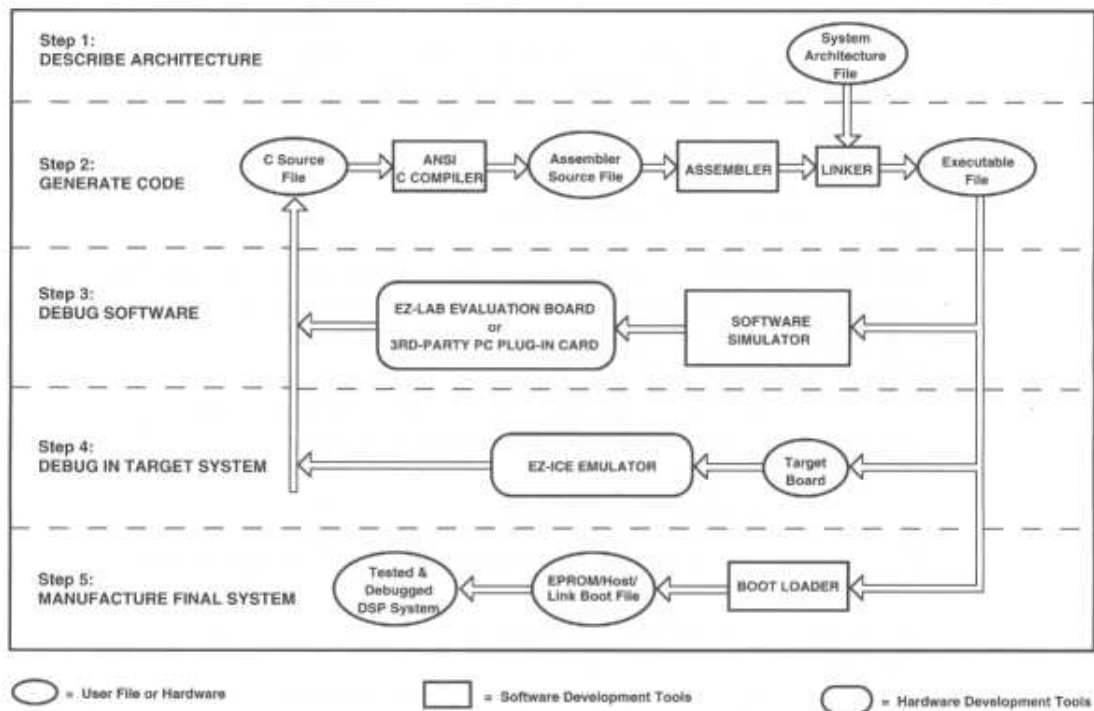 Step 1:
DESCRIBE ARCHITECTURE
System
Architecture
File
Step 2:
GENERATE CODE
C Source
File
ANSI
C COMPILER
Assembler
Source File
ASSEMBLER
LINKER
Executable
File
Step 3:
DEBUG SOFTWARE
EZ-LAB EVALUATION BOARD
or
3RD-PARTY PC PLUG-IN CARD
SOFTWARE
SIMULATOR
Step 4:
DEBUG IN TARGET SYSTEM
EZ-ICE EMULATOR
Target
Board
Step 5:
MANUFACTURE FINAL SYSTEM
Tested &
Debugged
DSP System
EPROM/Host/
Link Boot File
BOOT LOADER
= User File or Hardware
= Software Development Tools
= Hardware Development Tools